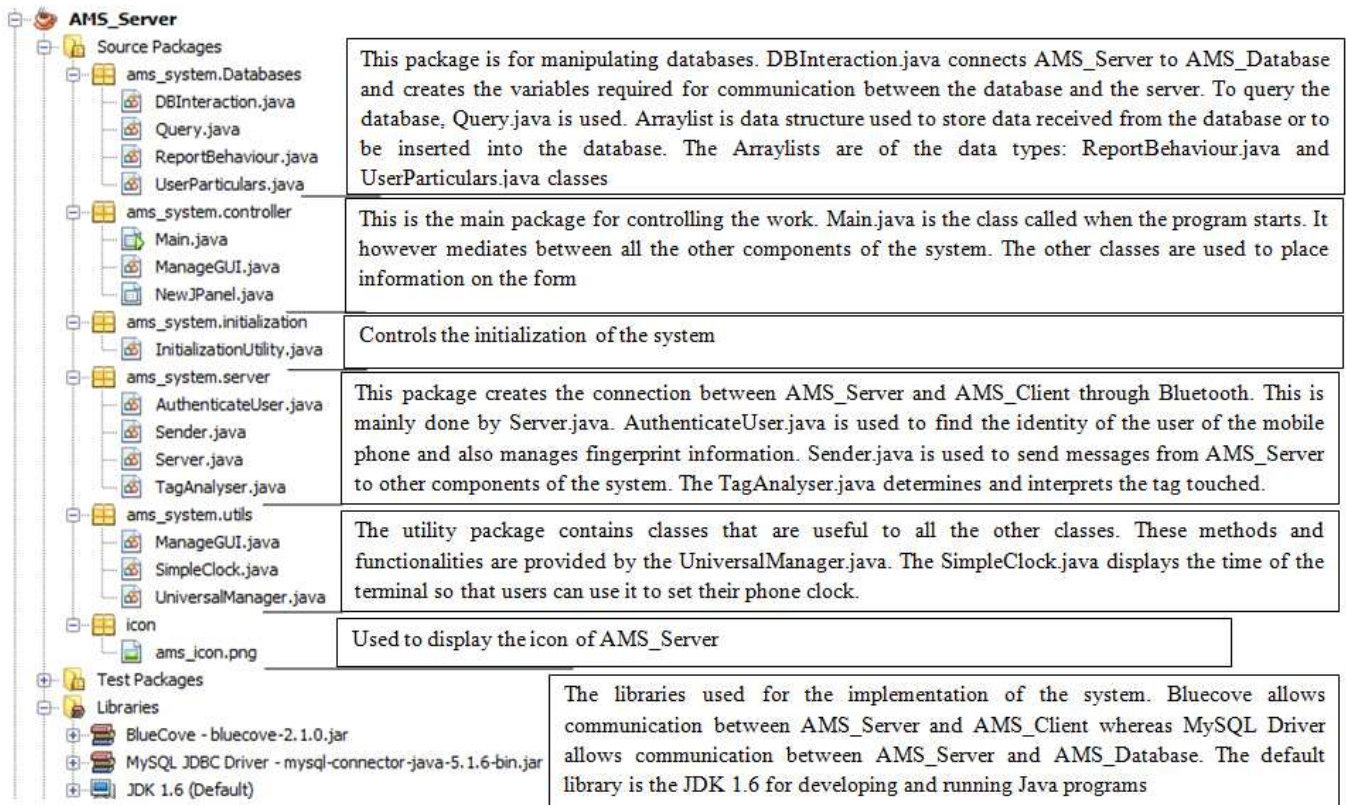 AMS_Server
Source Packages
ams_system.Databases
DBInteraction.java
Query.java
ReportBehaviour.java
UserParticulars.java
This package is for manipulating databases. DBInteraction.java connects AMS_Server to AMS_Database
and creates the variables required for communication between the database and the server. To query the
database, Query.java is used. Arraylist is data structure used to store data received from the database or to
be inserted into the database. The Arraylists are of the data types: ReportBehaviour.java and
UserParticulars.java classes
ams_system.controller
Main.java
ManageGUI.java
NewJPanel.java
This is the main package for controlling the work. Main.java is the class called when the program starts. It
however mediates between all the other components of the system. The other classes are used to place
information on the form
ams_system.initialization
InitializationUtility.java
Controls the initialization of the system
ams_system.server
AuthenticateUser.java
Sender.java
Server.java
TagAnalyser.java
This package creates the connection between AMS_Server and AMS_Client through Bluetooth. This is
mainly done by Server.java. AuthenticateUser.java is used to find the identity of the user of the mobile
phone and also manages fingerprint information. Sender.java is used to send messages from AMS_Server
to other components of the system. The TagAnalyser.java determines and interprets the tag touched.
ams_system.utils
ManageGUI.java
SimpleClock.java
UniversalManager.java
The utility package contains classes that are useful to all the other classes. These methods and
functionalities are provided by the UniversalManager.java. The SimpleClock.java displays the time of the
terminal so that users can use it to set their phone clock.
icon
ams_icon.png
Used to display the icon of AMS_Server
Test Packages
Libraries
BlueCove - bluecove-2.1.0.jar
MySQL JDBC Driver - mysql-connector-java-5.1.6-bin.jar
JDK 1.6 (Default)
The libraries used for the implementation of the system. Bluecove allows
communication between AMS_Server and AMS_Client whereas MySQL Driver
allows communication between AMS_Server and AMS_Database. The default
library is the JDK 1.6 for developing and running Java programs